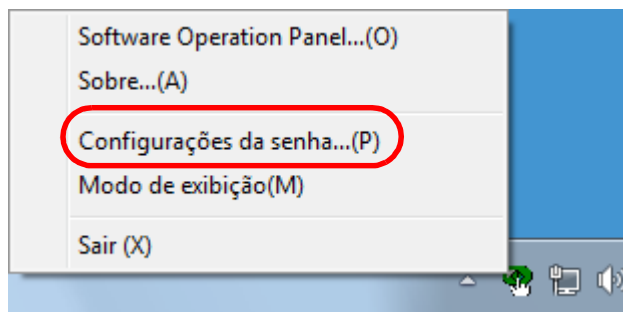 Software Operation Panel...(O)
Sobre...(A)
Configurações da senha...(P)
Modo de exibição(M)
Sair (X)